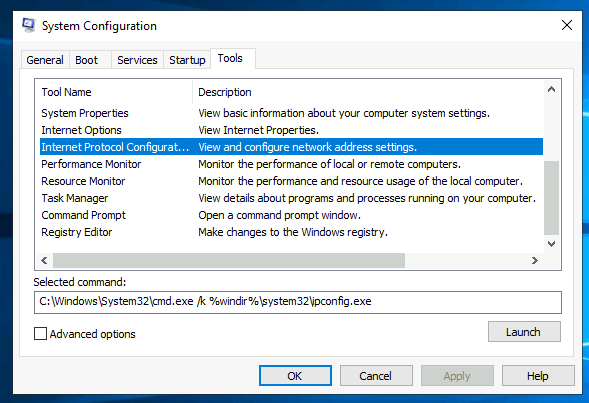 System Configuration
General Boot Services Startup Tools
Tool Name Description
System Properties View basic information about your computer system settings.
Internet Options View Internet Properties.
Internet Protocol Configurat... View and configure network address settings.
Performance Monitor Monitor the performance of local or remote computers.
Resource Monitor Monitor the performance and resource usage of the local computer.
Task Manager View details about programs and processes running on your computer.
Command Prompt Open a command prompt window.
Registry Editor Make changes to the Windows registry.
Selected command:
C:\Windows\System32\cmd.exe /k %windir%\system32\ipconfig.exe
Advanced options Launch
OK Cancel Apply Help